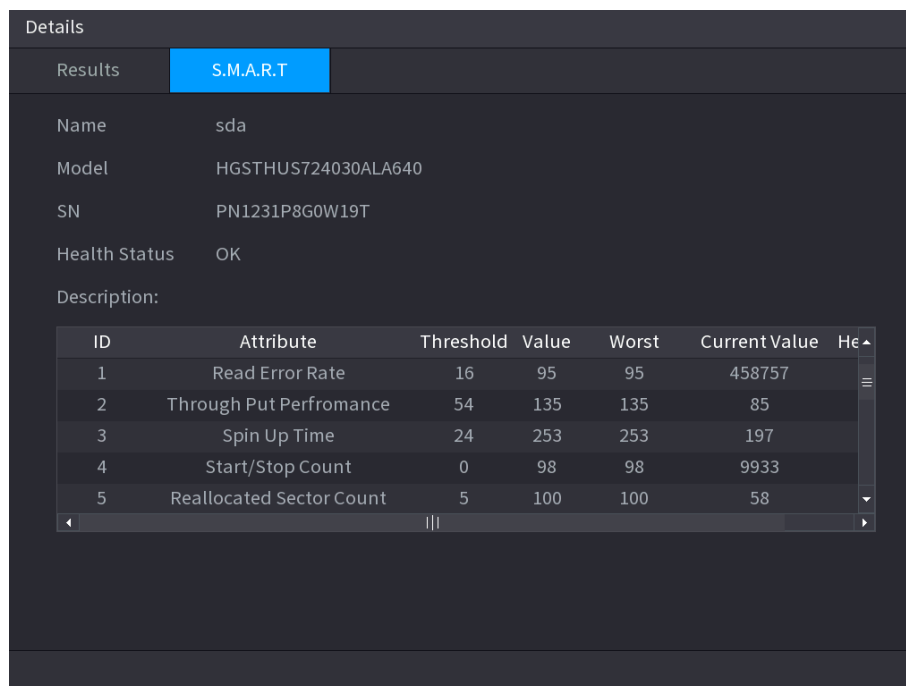 Details
Results S.M.A.R.T
Name sda
Model HGSTHUS724030ALA640
SN PN1231P8G0W19T
Health Status OK
Description:
ID Attribute Threshold Value Worst Current Value He
1 Read Error Rate 16 95 95 458757
2 Through Put Perfromance 54 135 135 85
3 Spin Up Time 24 253 253 197
4 Start/Stop Count 0 98 98 9933
5 Reallocated Sector Count 5 100 100 58